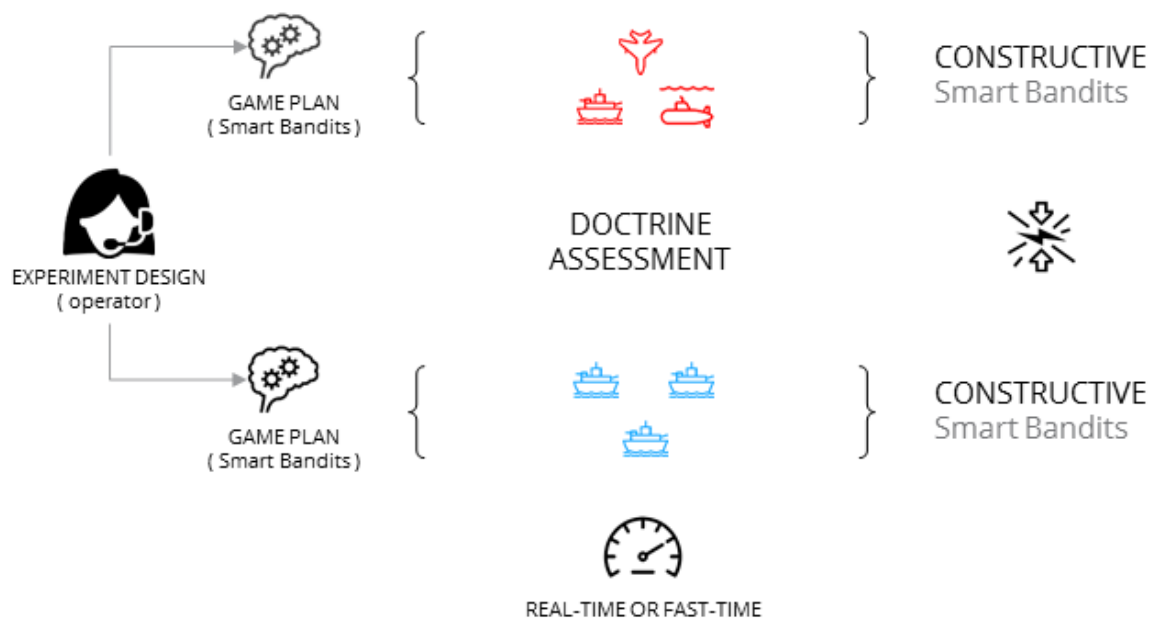 GAME PLAN
( Smart Bandits )
CONSTRUCTIVE
Smart Bandits
EXPERIMENT DESIGN
( operator )
DOCTRINE
ASSESSMENT
GAME PLAN
( Smart Bandits )
CONSTRUCTIVE
Smart Bandits
REAL-TIME OR FAST-TIME